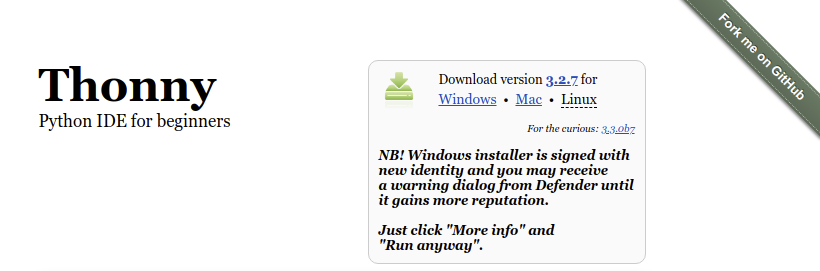 Thonny
Python IDE for beginners
Download version 3.2.7 for
Windows • Mac • Linux
For the curious: 3.3.0b7
NB! Windows installer is signed with
new identity and you may receive
a warning dialog from Defender until
it gains more reputation.
Just click "More info" and
"Run anyway".
Fork me on GitHub